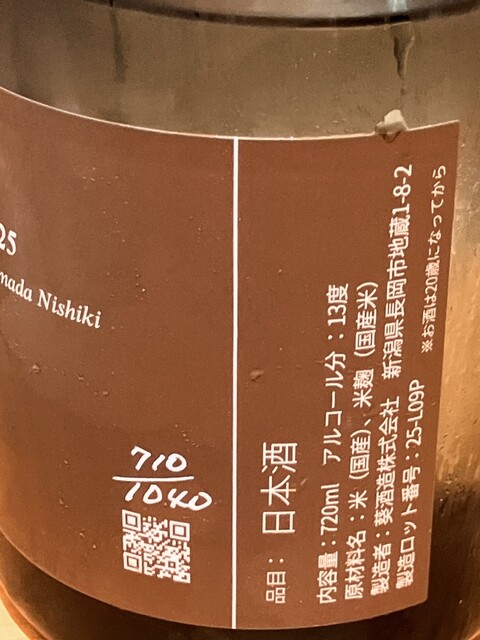 25
mada Nishiki
710
1040
品目： 日本酒
内容量：720ml アルコール分：13度
原材料名：米（国産）、米麹（国産米）
製造者：葵酒造株式会社 新潟県長岡市地蔵1-8-2
製造ロット番号：25-L09P
※お酒は20歳になってから